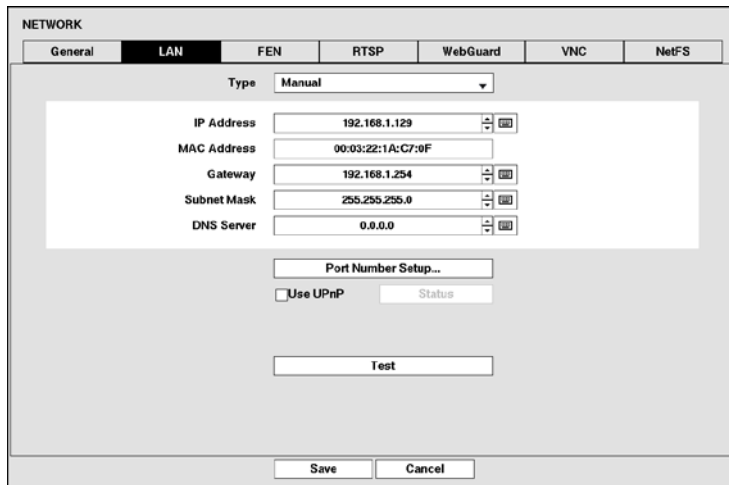 NETWORK
General LAN FEN RTSP WebGuard VNC NetFS
Type Manual
IP Address 192.168.1.129
MAC Address 00:03:22:1A:C7:0F
Gateway 192.168.1.254
Subnet Mask 255.255.255.0
DNS Server 0.0.0.0
Port Number Setup...
Use UPnP Status
Test
Save Cancel